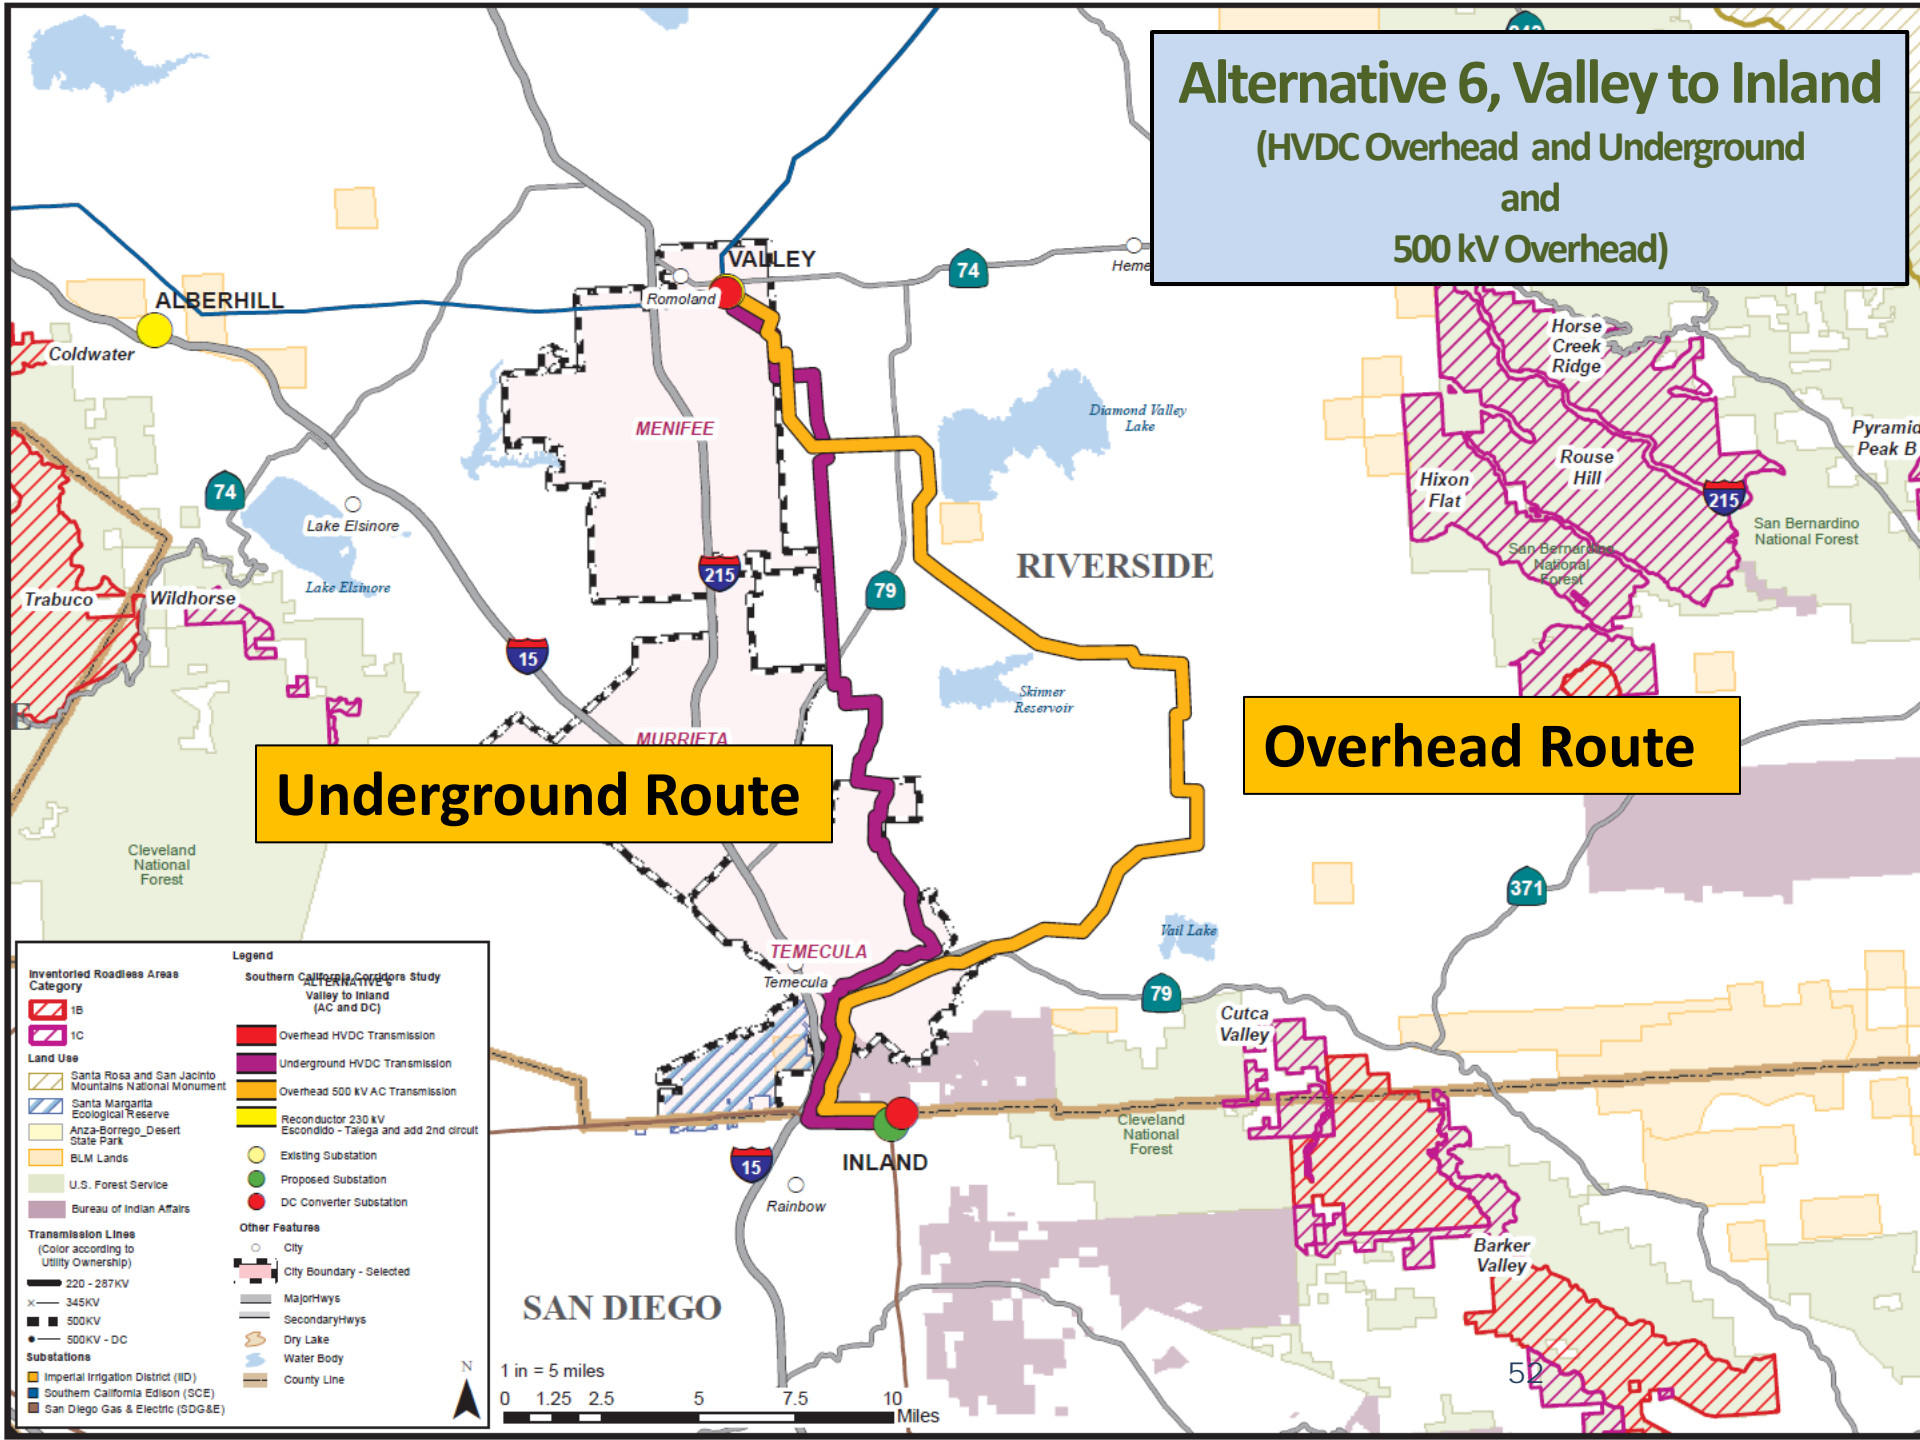 Alternative 6, Valley to Inland
(HVDC Overhead and Underground
and
500 kV Overhead)
VALLEY
74
Heme
Romoland
ALBERHILL
Coldwater
Horse
Creek
Ridge
Diamond Valley
Lake
MENIFEE
Pyramid
Peak B
Rouse
Hill
Hixon
Flat
74
215
Lake Elsinore
San Bernardino
National Forest
San Bernardino
National
Forest
RIVERSIDE
215
79
Lake Elsinore
Trabuco
Wildhorse
15
Skinner
Reservoir
E
MURRIETA
Overhead Route
Underground Route
Cleveland
National
Forest
371
Vail Lake
TEMECULA
Temecula
79
Cutca
Valley
Cleveland
National
Forest
INLAND
15
Rainbow
Barker
Valley
SAN DIEGO
52
Legend
Southern California Corridors Study
ALTERNATIVE 6
Valley to Inland
(AC and DC)
Inventoried Roadless Areas
Category
1B
1C
Land Use
Santa Rosa and San Jacinto
Mountains National Monument
Santa Margarita
Ecological Reserve
Anza-Borrego_Desert
State Park
BLM Lands
U.S. Forest Service
Bureau of Indian Affairs
Transmission Lines
(Color according to
Utility Ownership)
220 - 287KV
345KV
500KV
500KV - DC
Substations
Imperial Irrigation District (IID)
Southern California Edison (SCE)
San Diego Gas & Electric (SDG&E)
Overhead HVDC Transmission
Underground HVDC Transmission
Overhead 500 kV AC Transmission
Reconductor 230 kV
Escondido - Talega and add 2nd circuit
Existing Substation
Proposed Substation
DC Converter Substation
Other Features
City
City Boundary - Selected
MajorHwys
SecondaryHwys
Dry Lake
Water Body
County Line
N
1 in = 5 miles
0 1.25 2.5 5 7.5 10
Miles